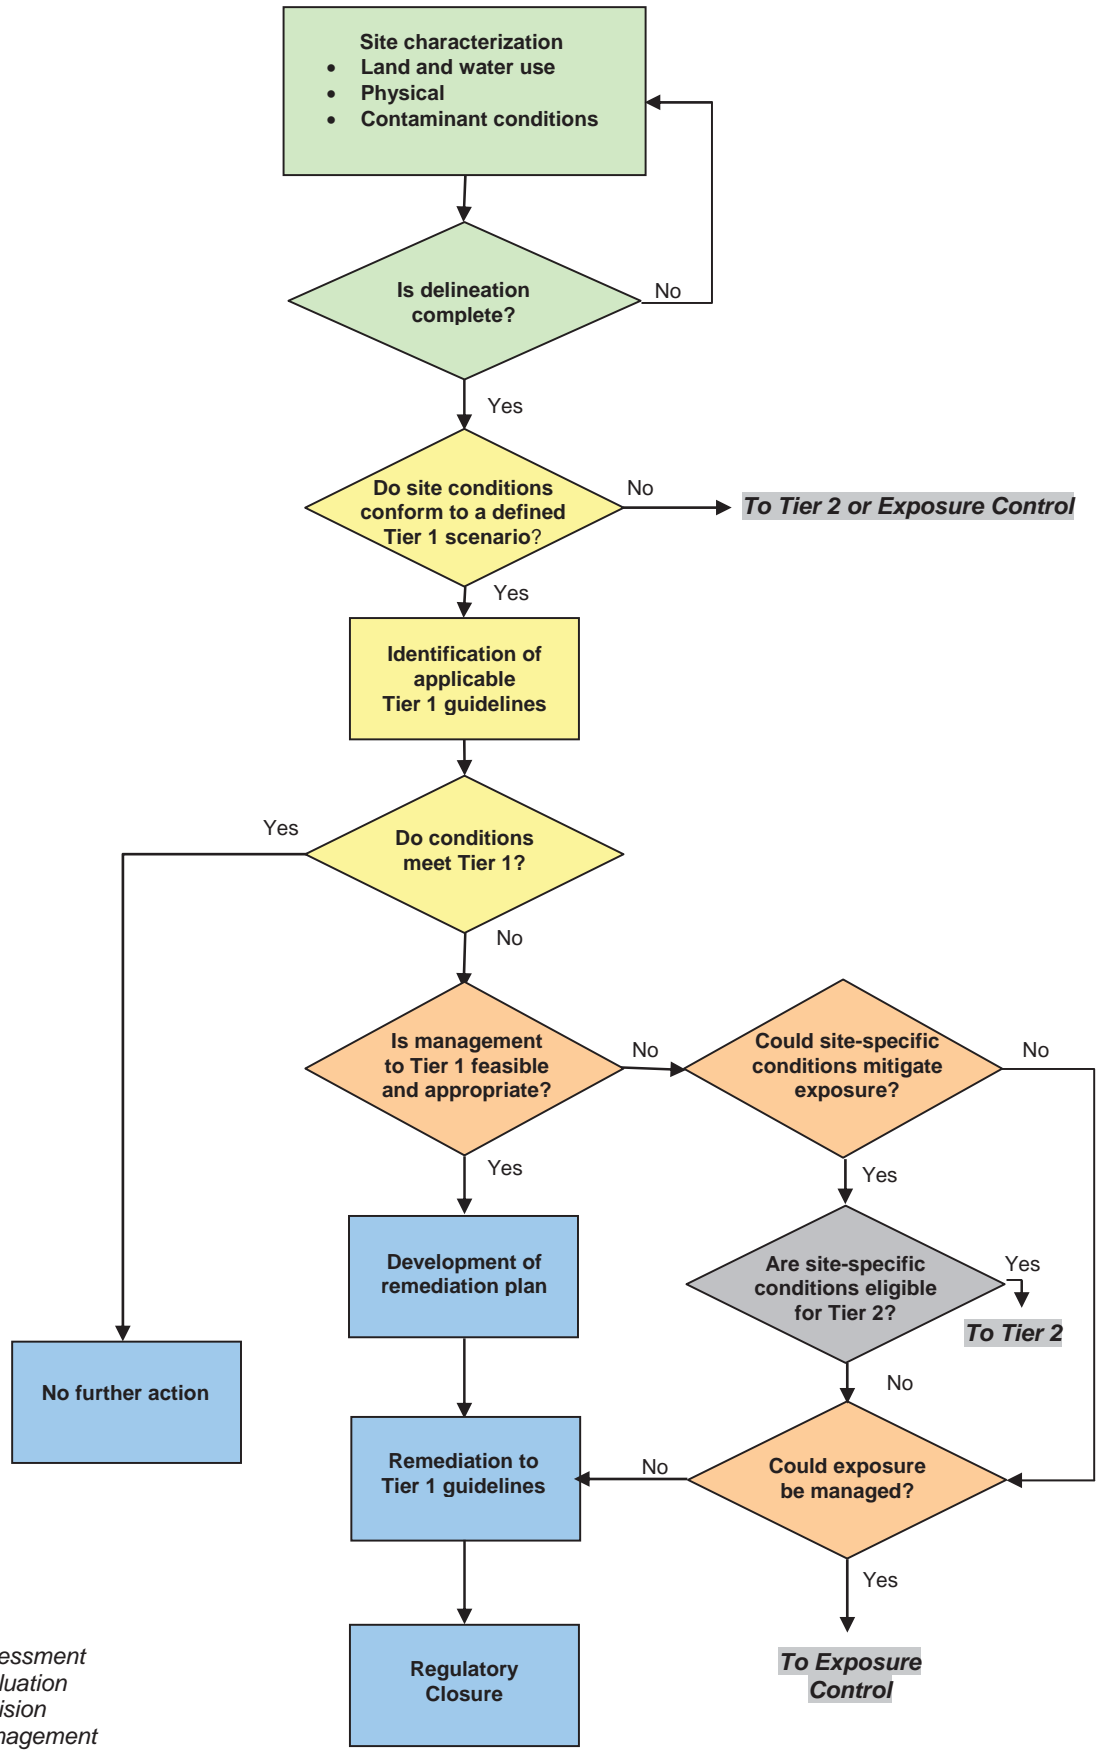 Site characterization
• Land and water use
• Physical
• Contaminant conditions
Is delineation
complete?
No
Yes
Do site conditions
conform to a defined
Tier 1 scenario?
No
To Tier 2 or Exposure Control
Yes
Identification of
applicable
Tier 1 guidelines
Do conditions
meet Tier 1?
Yes
No
Is management
to Tier 1 feasible
and appropriate?
No
Could site-specific
conditions mitigate
exposure?
No
Yes
Yes
Development of
remediation plan
Are site-specific
conditions eligible
for Tier 2?
Yes
To Tier 2
No
No further action
Remediation to
Tier 1 guidelines
No
Could exposure
be managed?
Yes
To Exposure
Control
Regulatory
Closure
essment
luation
ision
nagement